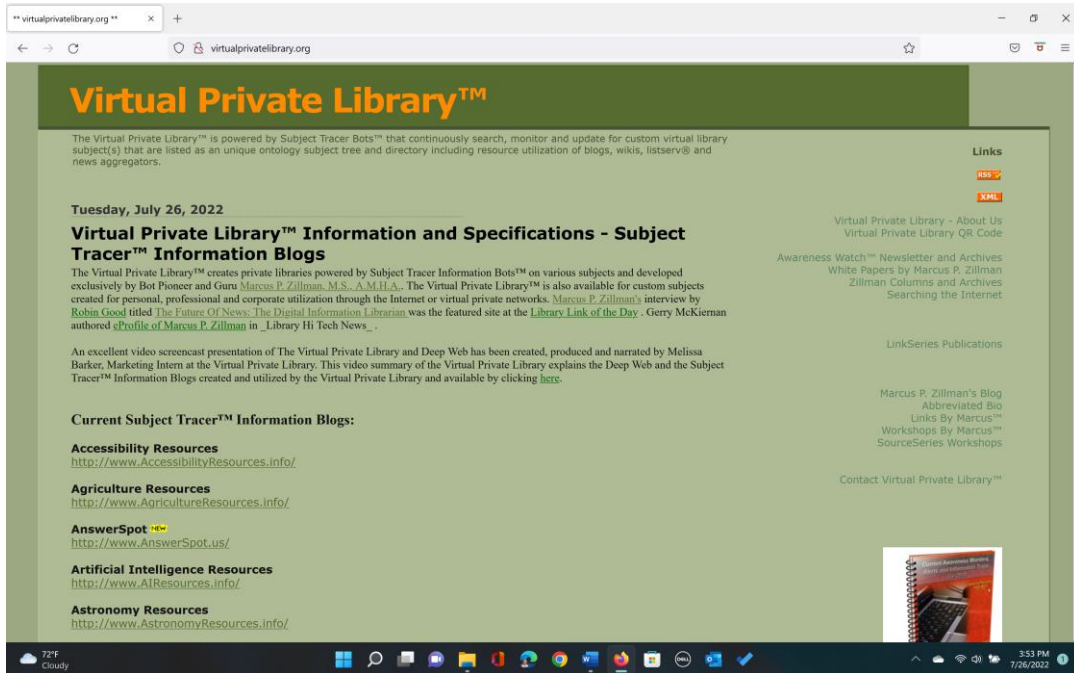 ** virtualprivatelibrary.org **
virtualprivatelibrary.org
Virtual Private Library™
The Virtual Private Library™ is powered by Subject Tracer Bots™ that continuously search, monitor and update for custom virtual library
subject(s) that are listed as an unique ontology subject tree and directory including resource utilization of blogs, wikis, listserv® and
news aggregators.
Tuesday, July 26, 2022
Virtual Private Library™ Information and Specifications - Subject
Tracer™ Information Blogs
The Virtual Private Library™ creates private libraries powered by Subject Tracer Information Bots™ on various subjects and developed
exclusively by Bot Pioneer and Guru Marcus P. Zillman, M.S., A.M.H.A.. The Virtual Private Library™ is also available for custom subjects
created for personal, professional and corporate utilization through the Internet or virtual private networks. Marcus P. Zillman's interview by
Robin Good titled The Future Of News: The Digital Information Librarian was the featured site at the Library Link of the Day . Gerry McKiernan
authored eProfile of Marcus P. Zillman in _Library Hi Tech News_ .
An excellent video screencast presentation of The Virtual Private Library and Deep Web has been created, produced and narrated by Melissa
Barker, Marketing Intern at the Virtual Private Library. This video summary of the Virtual Private Library explains the Deep Web and the Subject
Tracer™ Information Blogs created and utilized by the Virtual Private Library and available by clicking here.
Current Subject Tracer™ Information Blogs:
Accessibility Resources
http://www.AccessibilityResources.info/
Agriculture Resources
http://www.AgricultureResources.info/
AnswerSpot NEW
http://www.AnswerSpot.us/
Artificial Intelligence Resources
http://www.AIResources.info/
Astronomy Resources
http://www.AstronomyResources.info/
Links
RSS
XML
Virtual Private Library - About Us
Virtual Private Library QR Code
Awareness Watch™ Newsletter and Archives
White Papers by Marcus P. Zillman
Zillman Columns and Archives
Searching the Internet
LinkSeries Publications
Marcus P. Zillman's Blog
Abbreviated Bio
Links By Marcus™
Workshops By Marcus™
SourceSeries Workshops
Contact Virtual Private Library™
72°F
Cloudy
DELL
3:53 PM
7/26/2022
1